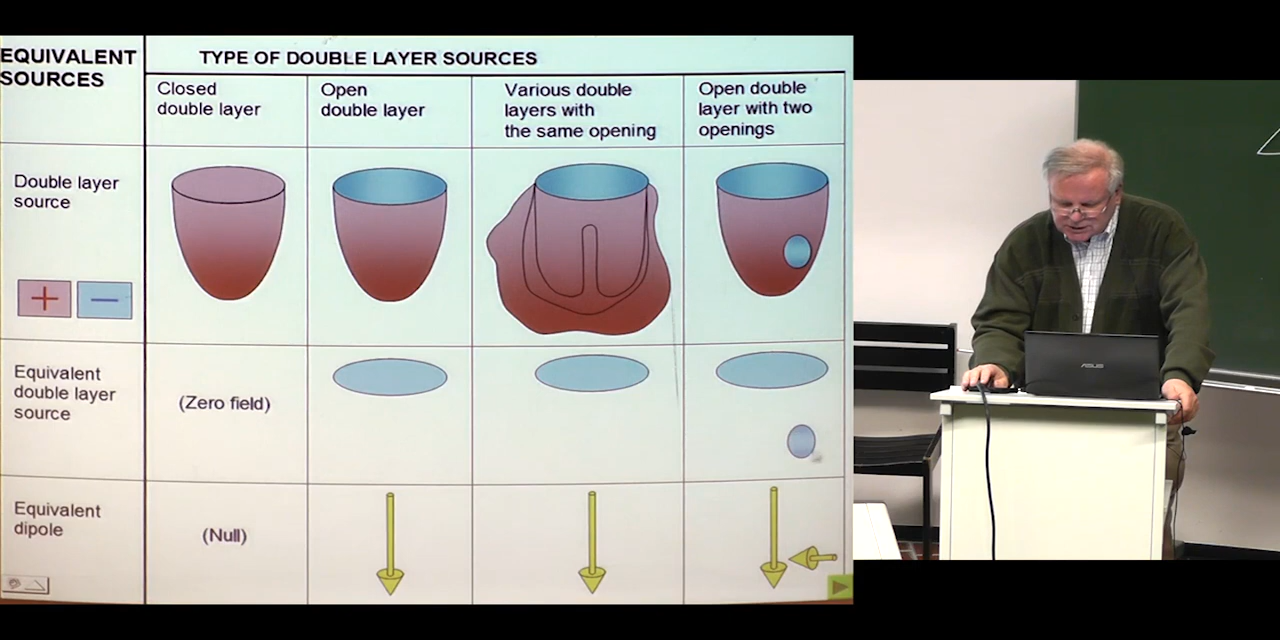 EQUIVALENT
SOURCES
TYPE OF DOUBLE LAYER SOURCES
Closed
double layer
Open
double layer
Various double
layers with
the same opening
Open double
layer with two
openings
Double layer
source
+ −
Equivalent
double layer
source
(Zero field)
Equivalent
dipole
(Null)
ASUS